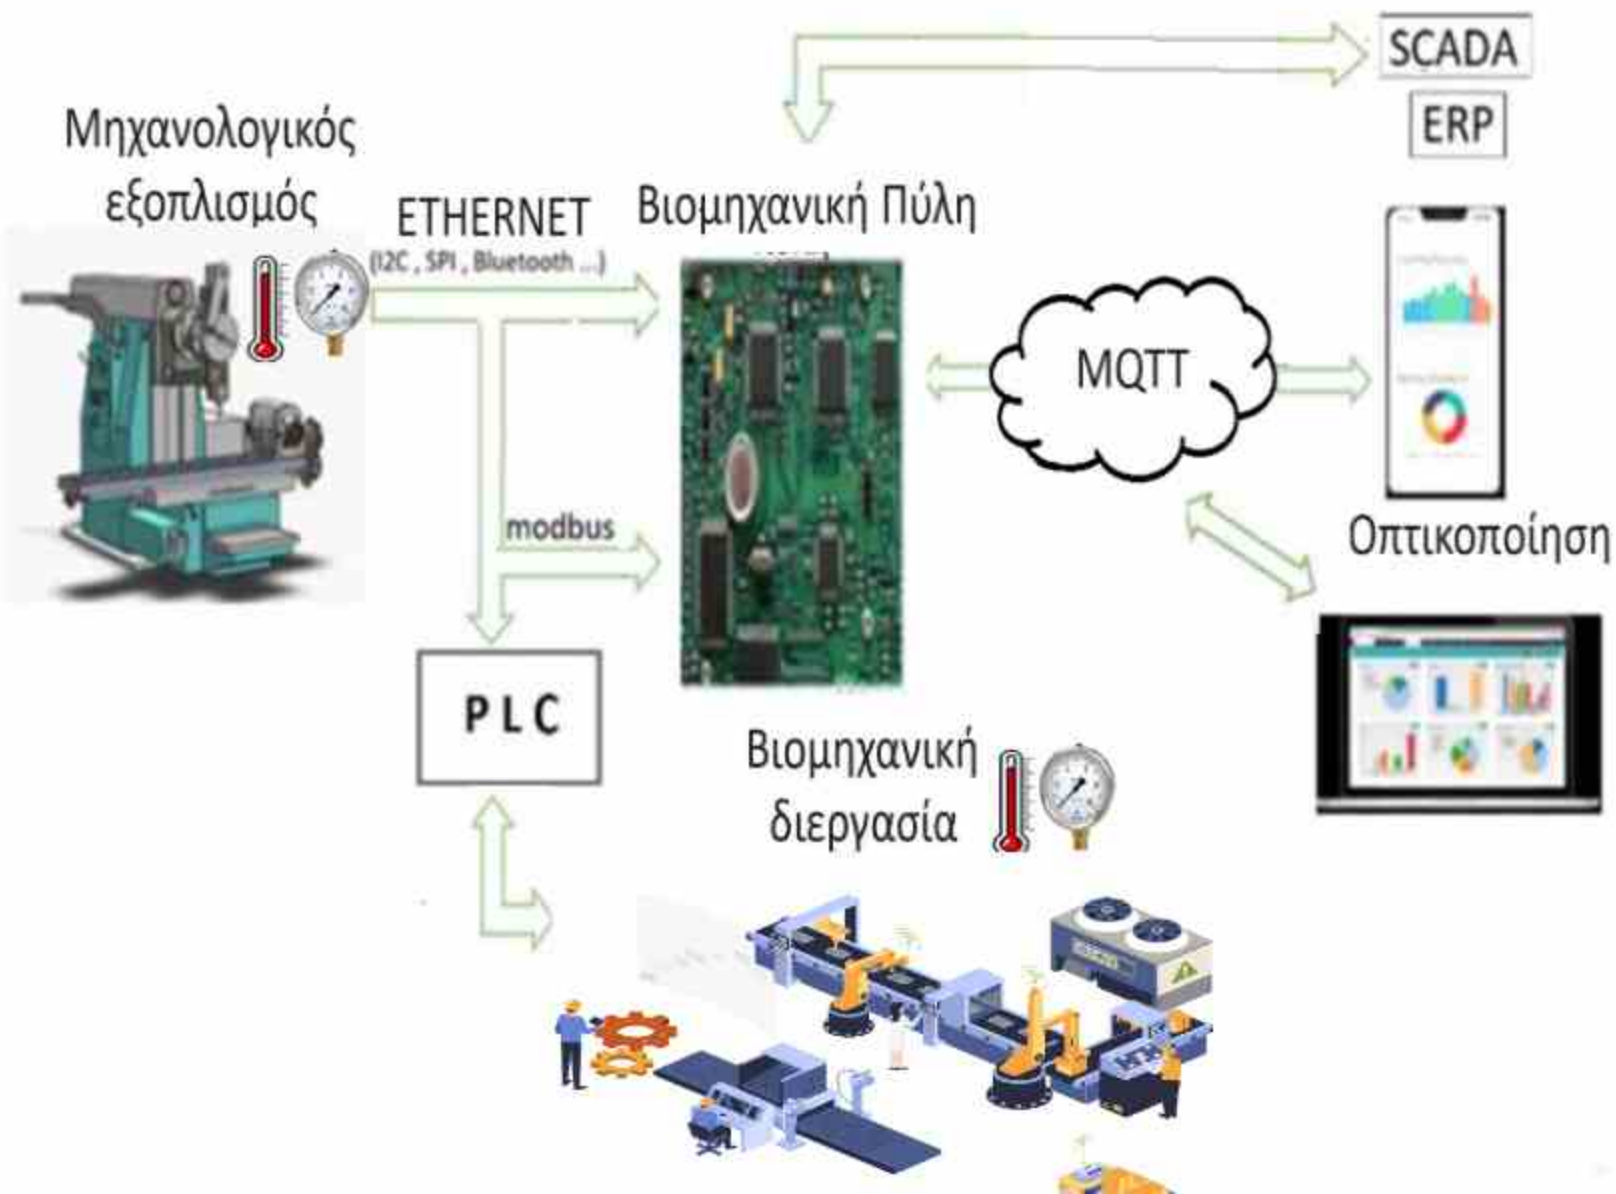 SCADA
ERP
Μηχανολογικός
εξοπλισμός
ETHERNET
(I2C , SPI , Bluetooth ...)
Βιομηχανική Πύλη
MQTT
modbus
Οπτικοποίηση
PLC
Βιομηχανική
διεργασία